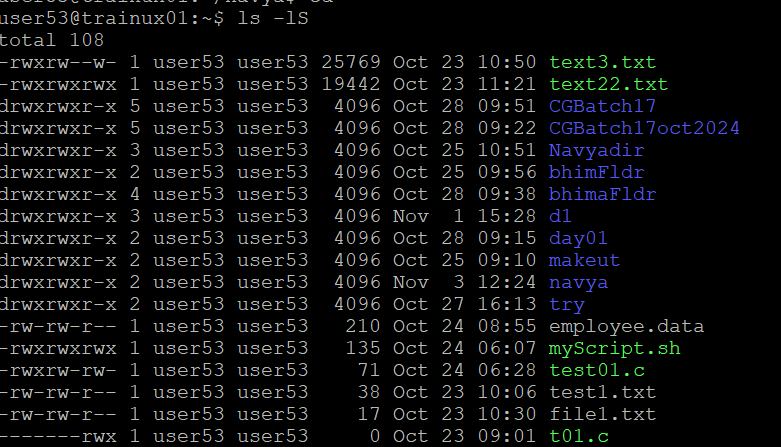 user53@trainux01:~$ ls -lS
total 108
-rwxrw--w- 1 user53 user53 25769 Oct 23 10:50 text3.txt
-rwxrwxrwx 1 user53 user53 19442 Oct 23 11:21 text22.txt
drwxrwxr-x 5 user53 user53  4096 Oct 28 09:51 CGBatch17
drwxrwxr-x 5 user53 user53  4096 Oct 28 09:22 CGBatch17oct2024
drwxrwxr-x 3 user53 user53  4096 Oct 25 10:51 Navyadir
drwxrwxr-x 2 user53 user53  4096 Oct 25 09:56 bhimFldr
drwxrwxr-x 4 user53 user53  4096 Oct 28 09:38 bhimaFldr
drwxrwxr-x 3 user53 user53  4096 Nov  1 15:28 d1
drwxrwxr-x 2 user53 user53  4096 Oct 28 09:15 day01
drwxrwxr-x 2 user53 user53  4096 Oct 25 09:10 makeut
drwxrwxr-x 2 user53 user53  4096 Nov  3 12:24 navya
drwxrwxr-x 2 user53 user53  4096 Oct 27 16:13 try
-rw-rw-r-- 1 user53 user53   210 Oct 24 08:55 employee.data
-rwxrwxrwx 1 user53 user53   135 Oct 24 06:07 myScript.sh
-rwxrw-rw- 1 user53 user53    71 Oct 24 06:28 test01.c
-rw-rw-r-- 1 user53 user53    38 Oct 23 10:06 test1.txt
-rw-rw-r-- 1 user53 user53    17 Oct 23 10:30 file1.txt
-------rwx 1 user53 user53     0 Oct 23 09:01 t01.c